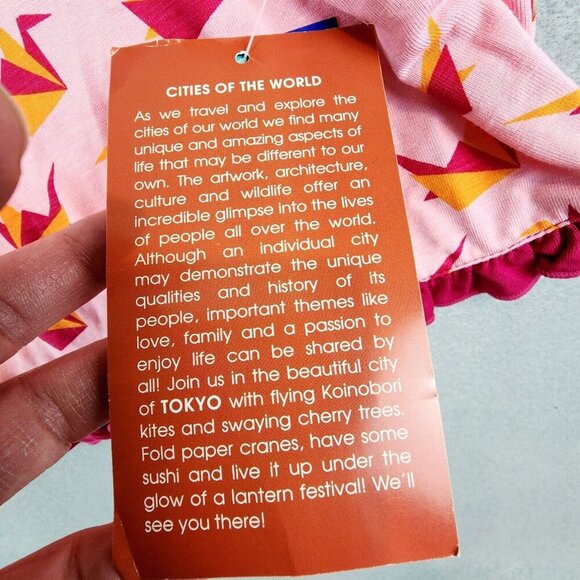 CITIES OF THE WORLD
As we travel and explore the
cities of our world we find many
unique and amazing aspects of
life that may be different to our
own. The artwork, architecture,
culture and wildlife offer an
incredible glimpse into the lives
of people all over the world.
Although an individual city
may demonstrate the unique
qualities and history of its
people, important themes like
love, family and a passion to
enjoy life can be shared by
all! Join us in the beautiful city
of TOKYO with flying Koinobori
kites and swaying cherry trees.
Fold paper cranes, have some
sushi and live it up under the
glow of a lantern festival! We'll
see you there!